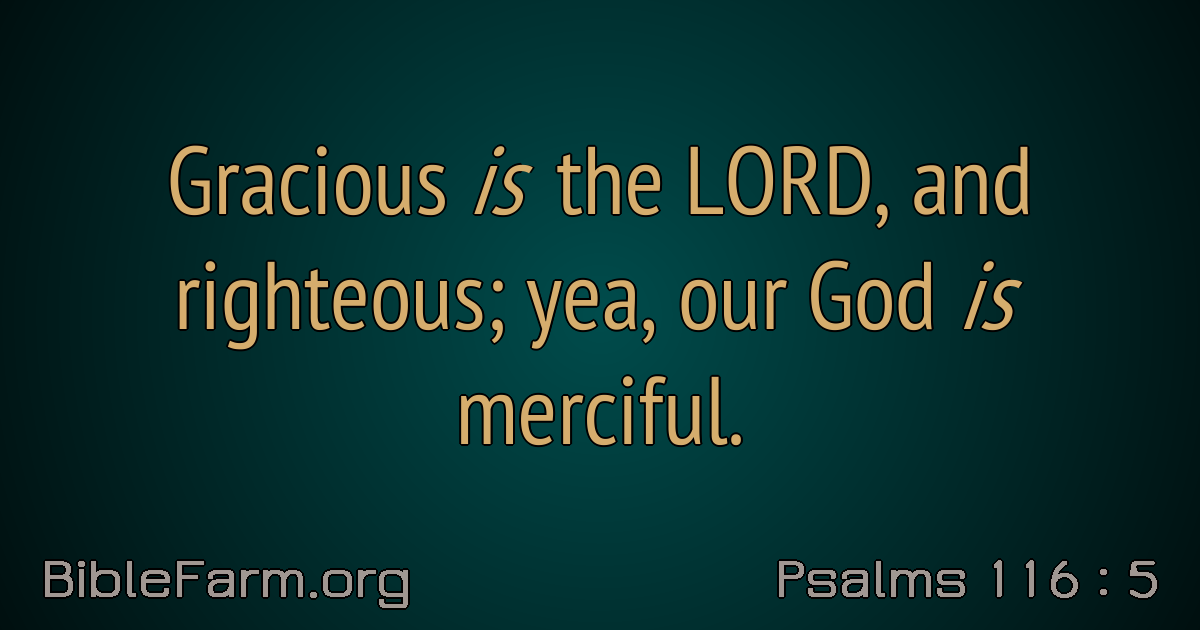 Gracious is the LORD, and
righteous; yea, our God is
merciful.
BibleFarm.org
Psalms 116 : 5